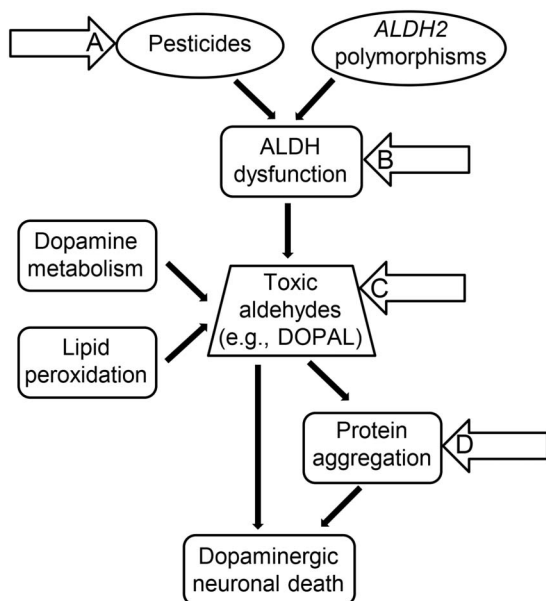 A
Pesticides
ALDH2
polymorphisms
ALDH
dysfunction
B
Dopamine
metabolism
Toxic
aldehydes
(e.g., DOPAL)
C
Lipid
peroxidation
Protein
aggregation
D
Dopaminergic
neuronal death